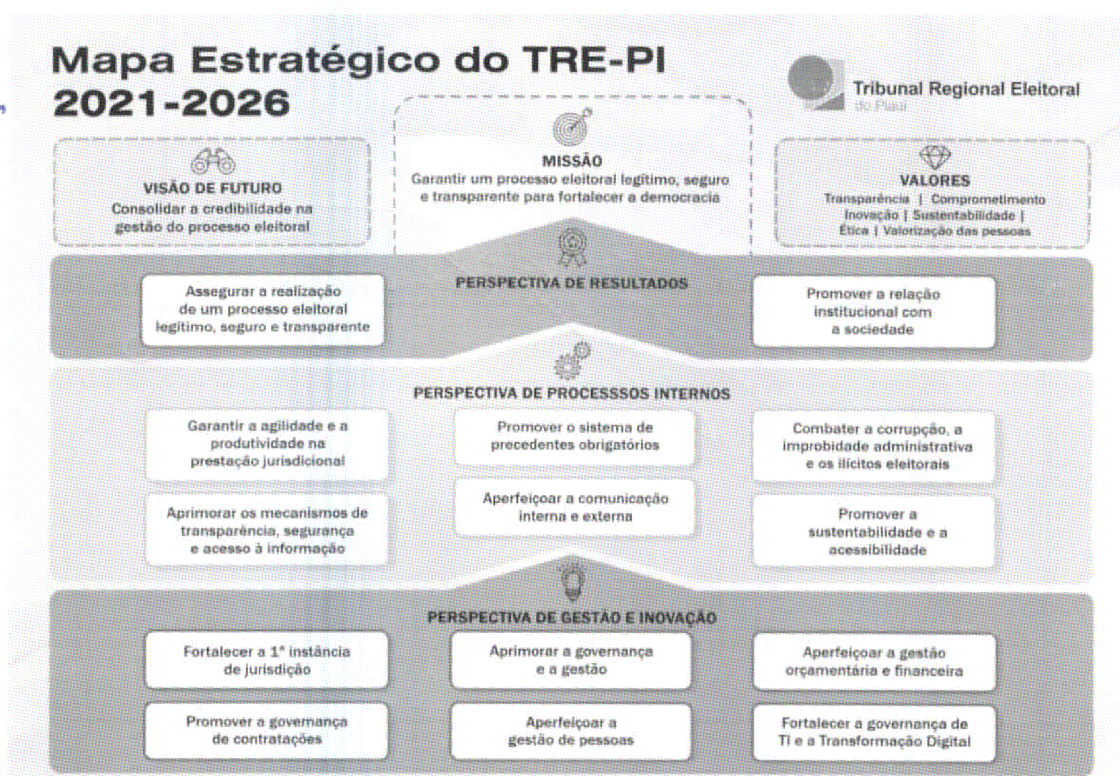 Mapa Estratégico do TRE-PI
2021-2026
Tribunal Regional Eleitoral
do Piauí
VISÃO DE FUTURO
Consolidar a credibilidade na
gestão do processo eleitoral
MISSÃO
Garantir um processo eleitoral legítimo, seguro
e transparente para fortalecer a democracia
VALORES
Transparência | Comprometimento
Inovação | Sustentabilidade |
Ética | Valorização das pessoas
PERSPECTIVA DE RESULTADOS
Assegurar a realização
de um processo eleitoral
legítimo, seguro e transparente
Promover a relação
institucional com
a sociedade
PERSPECTIVA DE PROCESSSOS INTERNOS
Garantir a agilidade e a
produtividade na
prestação jurisdicional
Promover o sistema de
precedentes obrigatórios
Combater a corrupção, a
improbidade administrativa
e os ilícitos eleitorais
Aprimorar os mecanismos de
transparência, segurança
e acesso à informação
Aperfeiçoar a comunicação
interna e externa
Promover a
sustentabilidade e a
acessibilidade
PERSPECTIVA DE GESTÃO E INOVAÇÃO
Fortalecer a 1ª instância
de jurisdição
Aprimorar a governança
e a gestão
Aperfeiçoar a gestão
orçamentária e financeira
Promover a governança
de contratações
Aperfeiçoar a
gestão de pessoas
Fortalecer a governança de
TI e a Transformação Digital